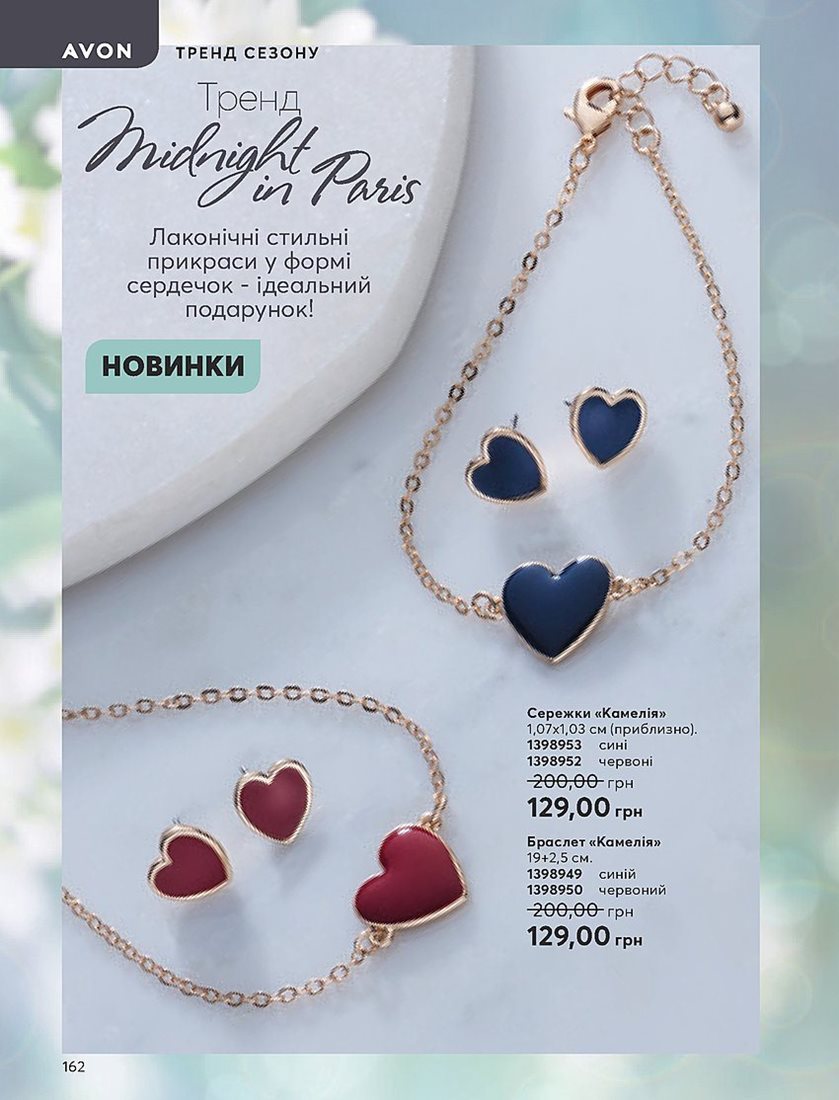 AVON
ТРЕНД СЕЗОНУ
Тренд
Midnight
in Paris
Лаконічні стильні
прикраси у формі
сердечок - ідеальний
подарунок!
НОВИНКИ
Сережки «Камелія»
1,07х1,03 см (приблизно).
1398953 сині
1398952 червоні
200,00 грн
129,00 грн
Браслет «Камелія»
19+2,5 см.
1398949 синій
1398950 червоний
200,00 грн
129,00 грн
162